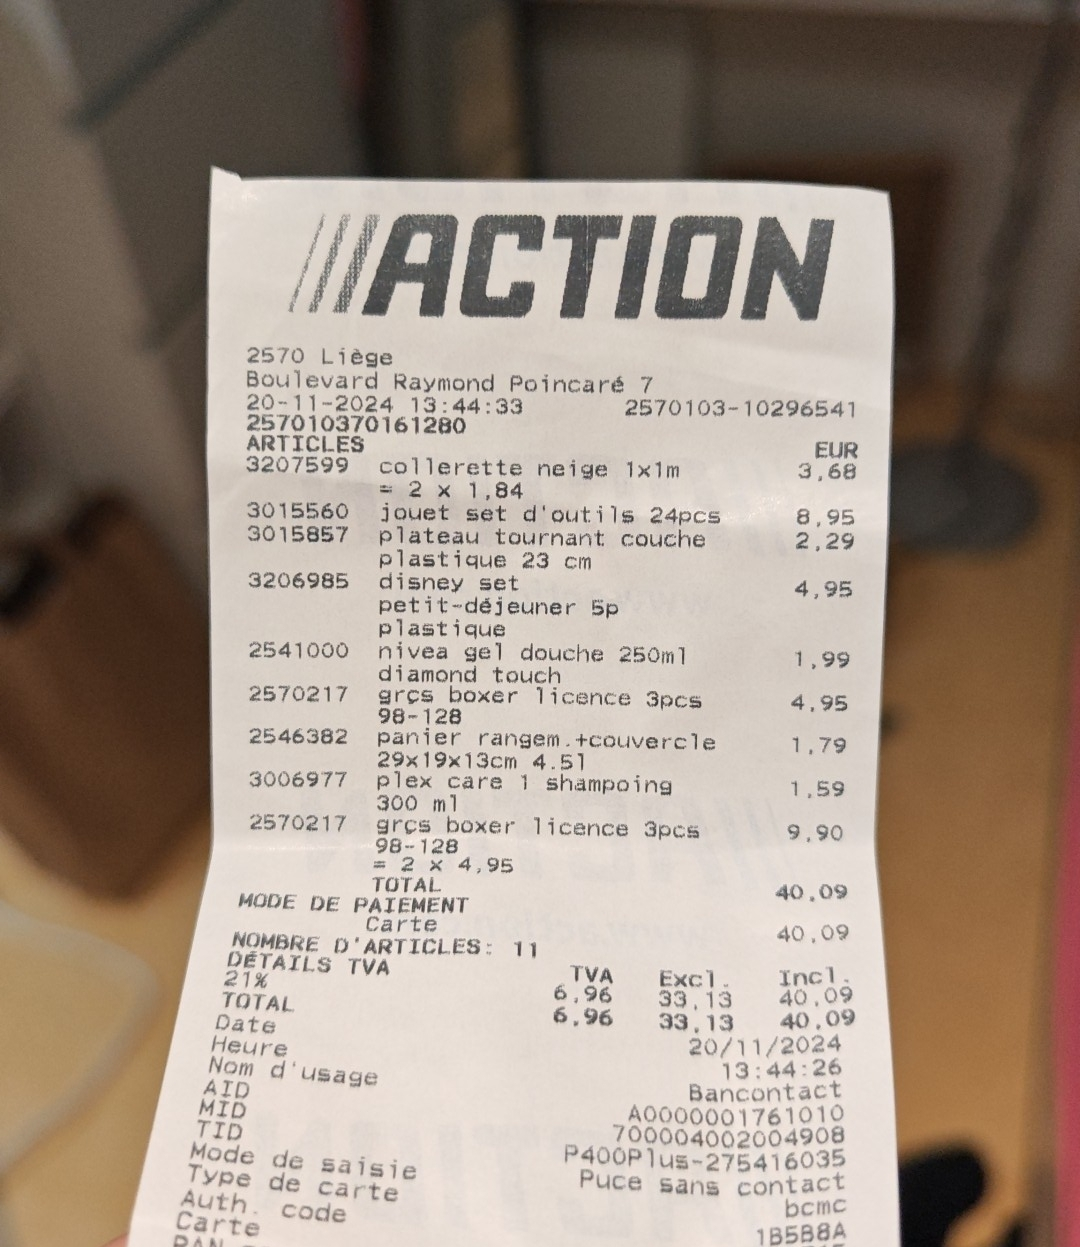 ACTION
2570 Liège
Boulevard Raymond Poincaré 7
20-11-2024 13:44:33 2570103-10296541
257010370161280
ARTICLES EUR
3207599 collerette neige 1x1m 3,68
= 2 x 1,84
3015560 jouet set d'outils 24pcs 8,95
3015857 plateau tournant couche 2,29
plastique 23 cm
3206985 disney set 4,95
petit-déjeuner 5p
plastique
2541000 nivea gel douche 250ml 1,99
diamond touch
2570217 grçs boxer licence 3pcs 4,95
98-128
2546382 panier rangem.+couvercle 1,79
29x19x13cm 4.5l
3006977 plex care 1 shampoing 1,59
300 ml
2570217 grçs boxer licence 3pcs 9,90
98-128
= 2 x 4,95
TOTAL 40,09
MODE DE PAIEMENT
Carte 40,09
NOMBRE D'ARTICLES: 11
DÉTAILS TVA TVA Excl. Incl.
21% 6,96 33,13 40,09
TOTAL 6,96 33,13 40,09
Date 20/11/2024
Heure 13:44:26
Nom d'usage Bancontact
AID A0000001761010
MID 700004002004908
TID P400Plus-275416035
Mode de saisie Puce sans contact
Type de carte bcmc
Auth. code 1B5B8A
Carte